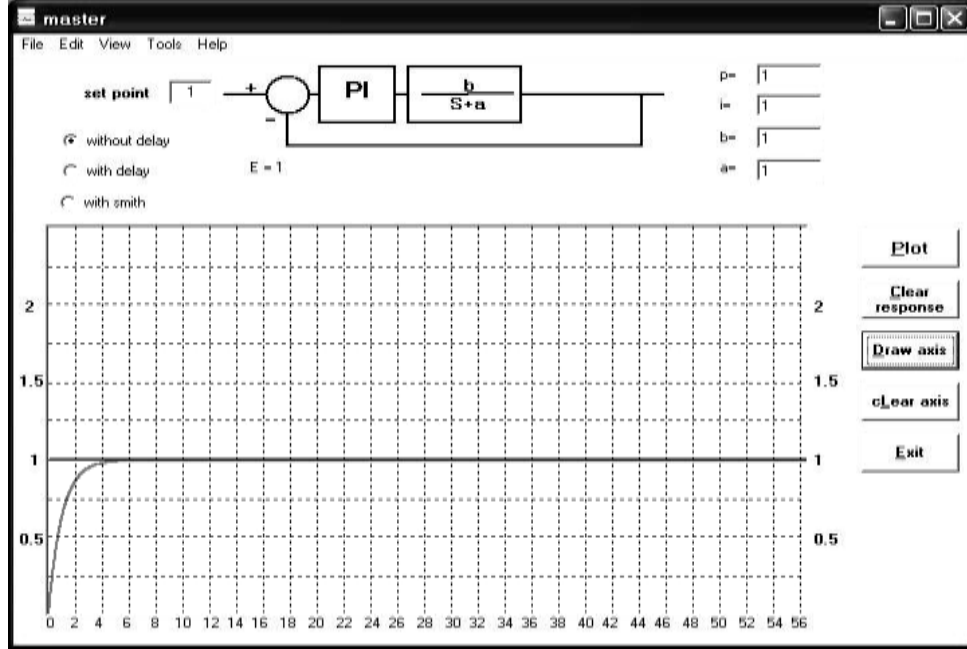 master
File Edit View Tools Help
set point 1
+
-
PI
b
S+a
p= 1
i= 1
b= 1
a= 1
without delay
with delay
with smith
E = 1
2
1.5
1
0.5
2
1.5
1
0.5
0 2 4 6 8 10 12 14 16 18 20 22 24 26 28 30 32 34 36 38 40 42 44 46 48 50 52 54 56
Plot
Clear
response
Draw axis
cLear axis
Exit